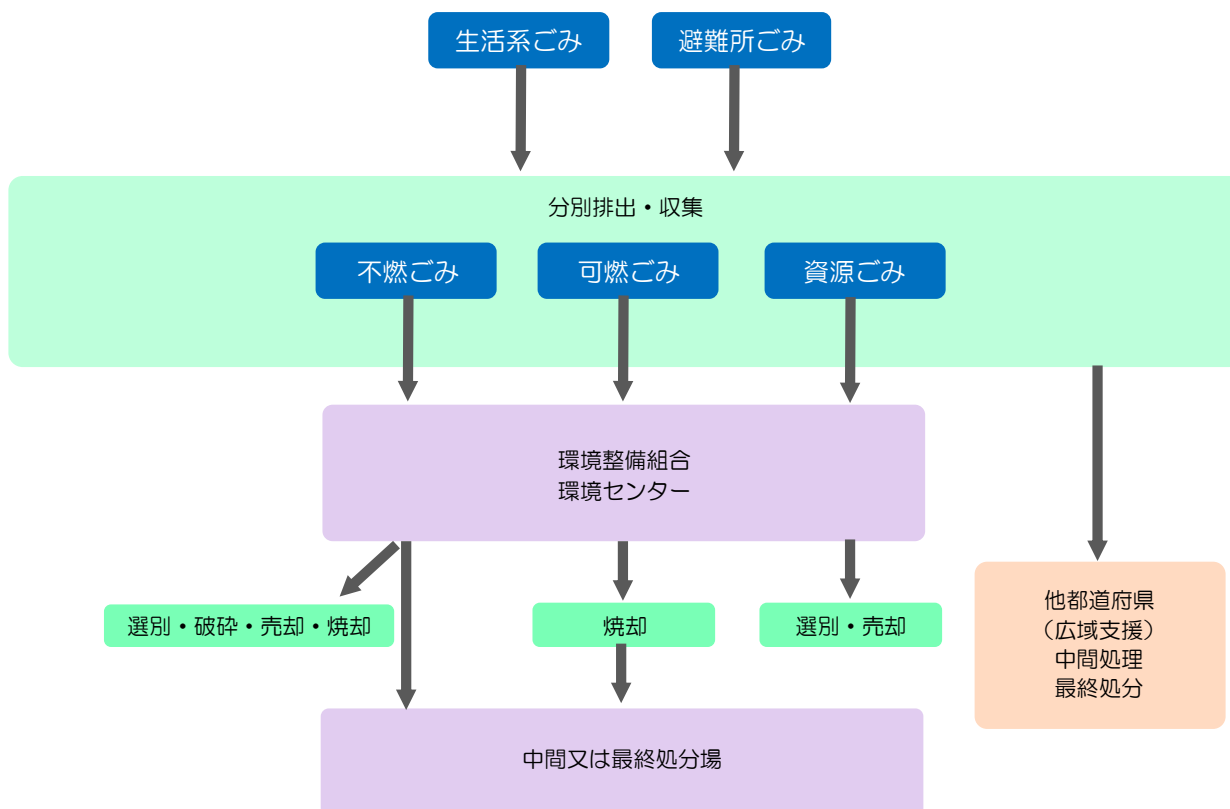 生活系ごみ
避難所ごみ
分別排出・収集
不燃ごみ
可燃ごみ
資源ごみ
環境整備組合
環境センター
選別・破砕・売却・焼却
焼却
選別・売却
他都道府県
（広域支援）
中間処理
最終処分
中間又は最終処分場